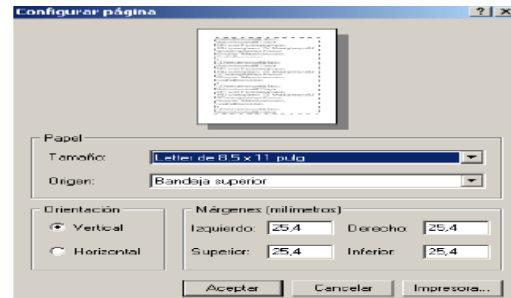 Configurar página
Papel
Tamaño: Letter de 8,5 x 11 pulg
Origen: Bandeja superior
Orientación
Vertical
Horizontal
Márgenes (milímetros)
Izquierdo: 25,4 Derecho: 25,4
Superior: 25,4 Inferior: 25,4
Aceptar Cancelar Impresora...